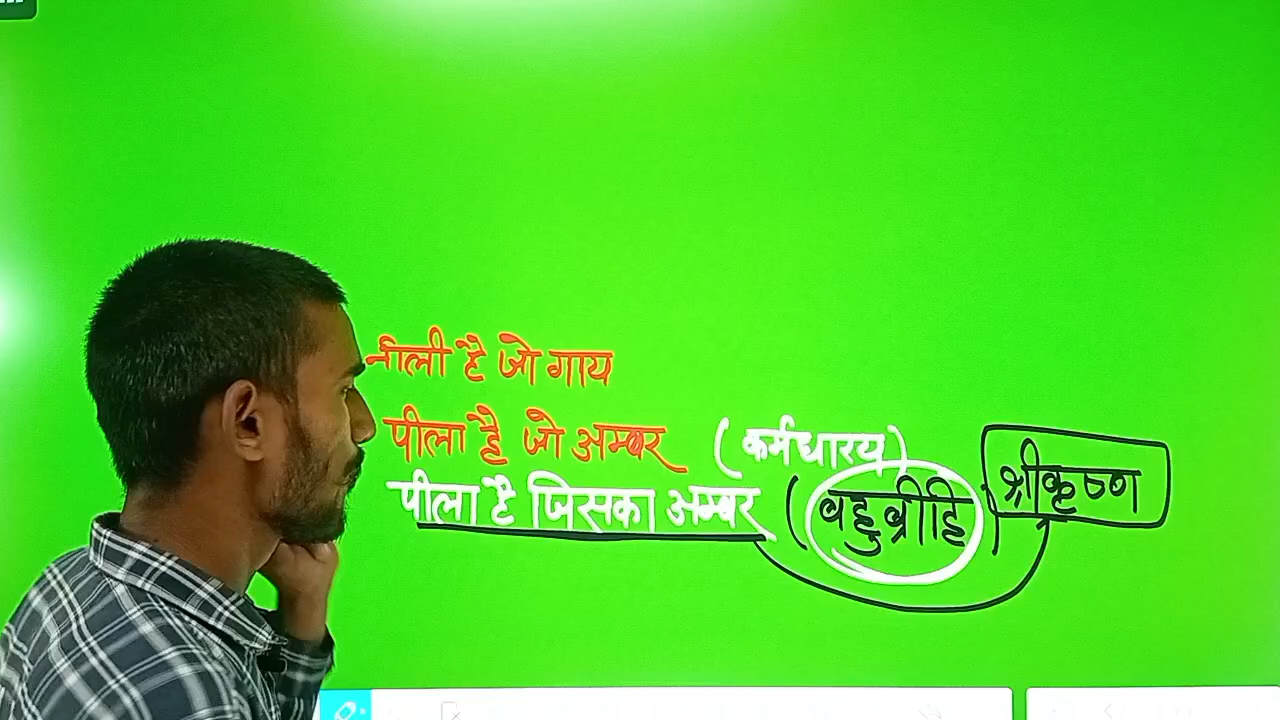 नीली है जो गाय
पीला है जो अम्बर (कर्मधारय)
पीला है जिसका अम्बर (बहुब्रीहि) श्रीकृष्ण